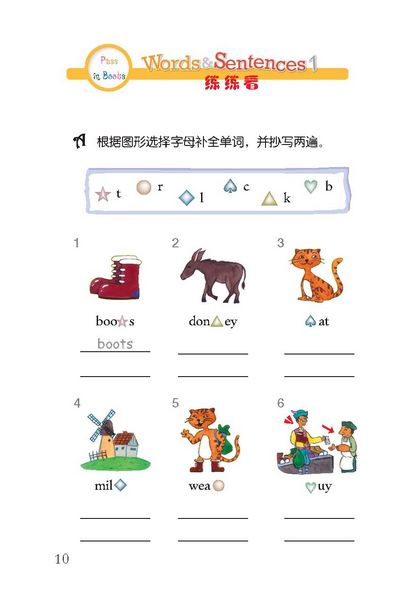 Puss in Boots
Words&Sentences 1
练练看
A 根据图形选择字母补全单词，并抄写两遍。
t r l c k b
1 2 3
boo s don ey at
boots
4 5 6
mil wea uy
10